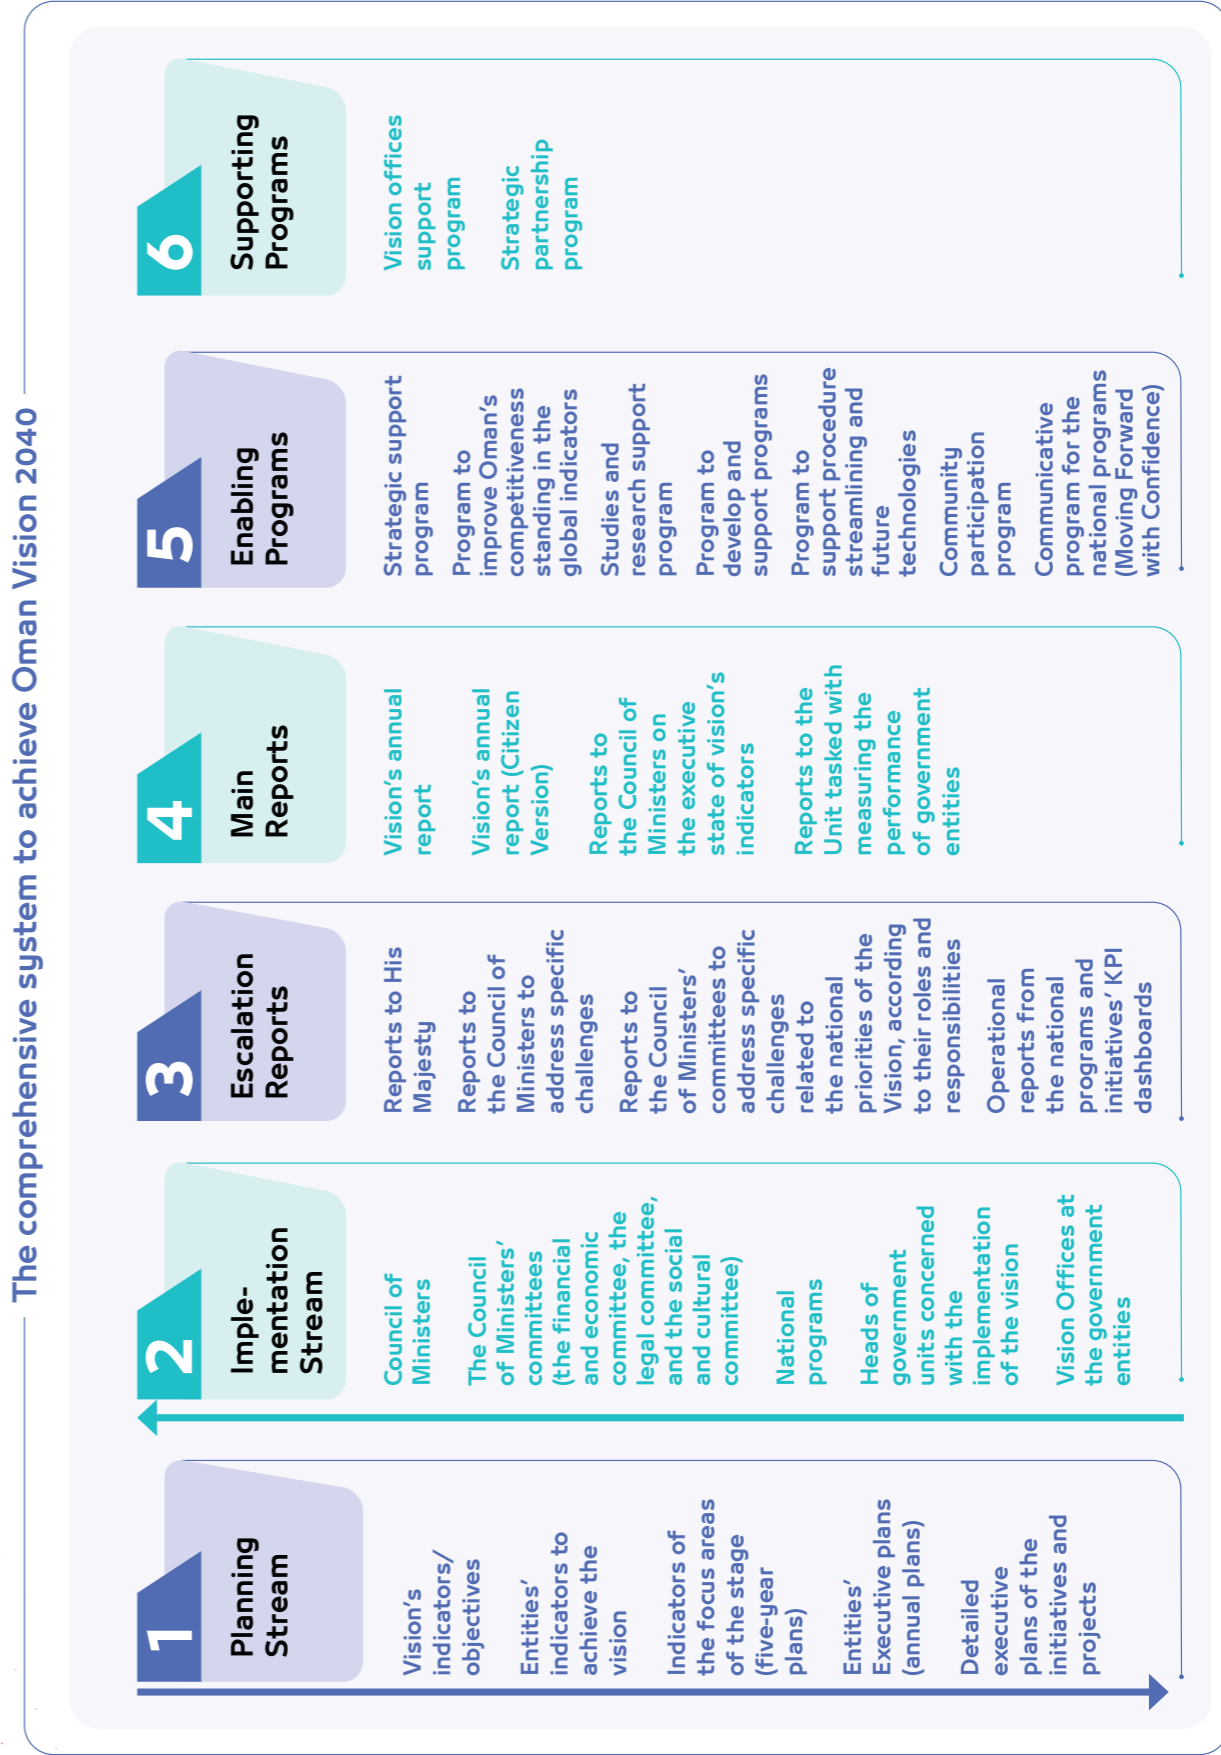 The comprehensive system to achieve Oman Vision 2040
1
Planning
Stream
Vision's
indicators/
objectives
Entities'
indicators to
achieve the
vision
Indicators of
the focus areas
of the stage
(five-year
plans)
Entities'
Executive plans
(annual plans)
Detailed
executive
plans of the
initiatives and
projects
2
Imple-
mentation
Stream
Council of
Ministers
The Council
of Ministers'
committees
(the financial
and economic
committee, the
legal committee,
and the social
and cultural
committee)
National
programs
Heads of
government
units concerned
with the
implementation
of the vision
Vision Offices at
the government
entities
3
Escalation
Reports
Reports to His
Majesty
Reports to
the Council of
Ministers to
address specific
challenges
Reports to
the Council
of Ministers'
committees to
address specific
challenges
related to
the national
priorities of the
Vision, according
to their roles and
responsibilities
Operational
reports from
the national
programs and
initiatives' KPI
dashboards
4
Main
Reports
Vision's annual
report
Vision's annual
report (Citizen
Version)
Reports to
the Council of
Ministers on
the executive
state of vision's
indicators
Reports to the
Unit tasked with
measuring the
performance
of government
entities
5
Enabling
Programs
Strategic support
program
Program to
improve Oman's
competitiveness
standing in the
global indicators
Studies and
research support
program
Program to
develop and
support programs
Program to
support procedure
streamlining and
future
technologies
Community
participation
program
Communicative
program for the
national programs
(Moving Forward
with Confidence)
6
Supporting
Programs
Vision offices
support
program
Strategic
partnership
program